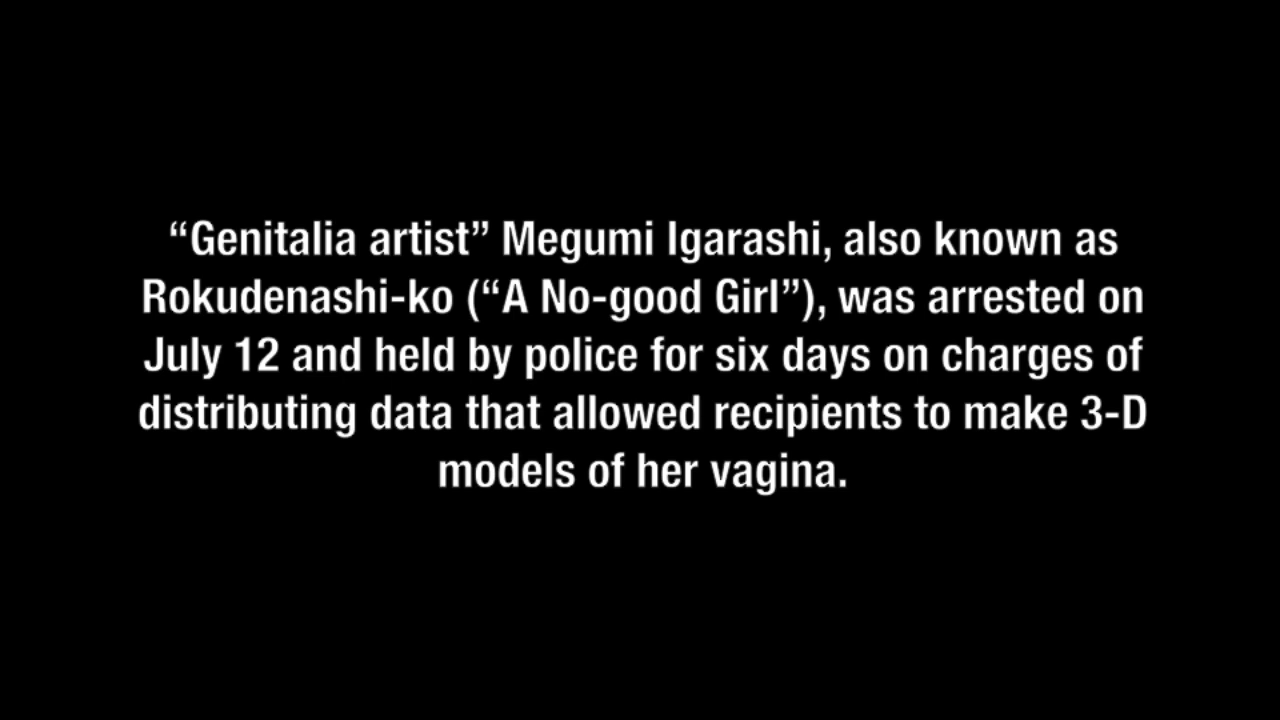 “Genitalia artist” Megumi Igarashi, also known as
Rokudenashi-ko (“A No-good Girl”), was arrested on
July 12 and held by police for six days on charges of
distributing data that allowed recipients to make 3-D
models of her vagina.